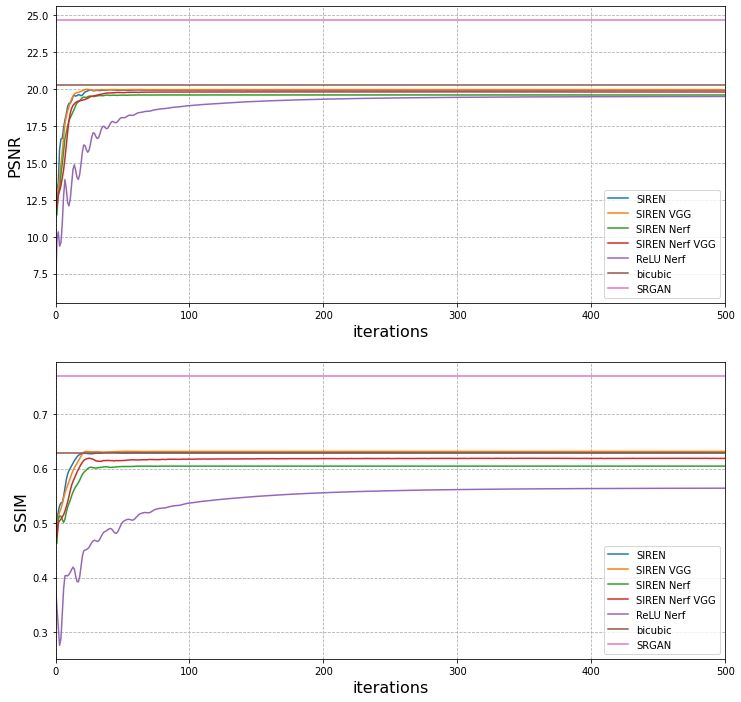 25.0
22.5
20.0
17.5
15.0
12.5
10.0
7.5
PSNR
SIREN
SIREN VGG
SIREN Nerf
SIREN Nerf VGG
ReLU Nerf
bicubic
SRGAN
0 100 200 300 400 500
iterations
0.7
0.6
0.5
0.4
0.3
SSIM
SIREN
SIREN VGG
SIREN Nerf
SIREN Nerf VGG
ReLU Nerf
bicubic
SRGAN
0 100 200 300 400 500
iterations